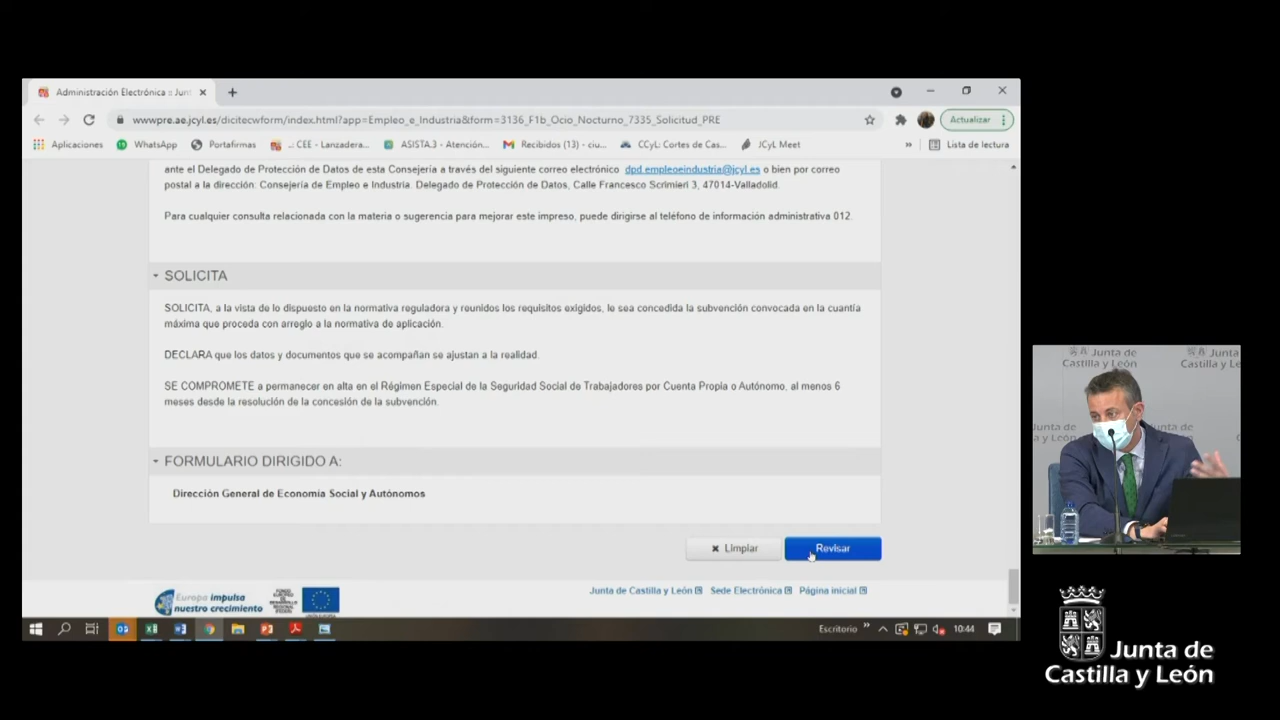 Administración Electrónica :: Junt
wwwpre.ae.jcyl.es/dicitecwform/index.html?app=Empleo_e_Industria&form=3136_F1b_Ocio_Nocturno_7335_Solicitud_PRE
Actualizar
Aplicaciones
WhatsApp
Portafirmas
..: CEE - Lanzadera...
ASISTA.3 - Atención...
Recibidos (13) - ciu...
CCyL: Cortes de Cas...
JCyL Meet
»
Lista de lectura
ante el Delegado de Protección de Datos de esta Consejería a través del siguiente correo electrónico dpd.empleoeindustria@jcyl.es o bien por correo
postal a la dirección: Consejería de Empleo e Industria. Delegado de Protección de Datos, Calle Francesco Scrimieri 3, 47014-Valladolid.
Para cualquier consulta relacionada con la materia o sugerencia para mejorar este impreso, puede dirigirse al teléfono de información administrativa 012.
SOLICITA
SOLICITA, a la vista de lo dispuesto en la normativa reguladora y reunidos los requisitos exigidos, le sea concedida la subvención convocada en la cuantía
máxima que proceda con arreglo a la normativa de aplicación.
DECLARA que los datos y documentos que se acompañan se ajustan a la realidad.
SE COMPROMETE a permanecer en alta en el Régimen Especial de la Seguridad Social de Trabajadores por Cuenta Propia o Autónomo, al menos 6
meses desde la resolución de la concesión de la subvención.
FORMULARIO DIRIGIDO A:
Dirección General de Economía Social y Autónomos
Limpiar
Revisar
Europa impulsa
nuestro crecimiento
FONDO
EUROPEO
DE
DESARROLLO
REGIONAL
Junta de Castilla y León
Sede Electrónica
Página inicial
Escritorio
»
10:44
Junta de
Castilla y León
Junta
Castilla y L
Junta de
a y León
Junta de
y León
Junta de
Castilla y León